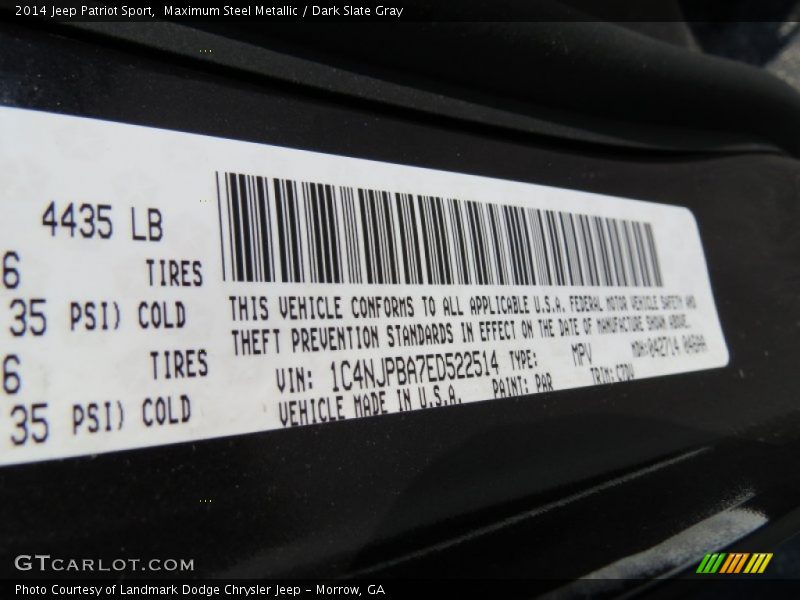 2014 Jeep Patriot Sport,  Maximum Steel Metallic / Dark Slate Gray
4435 LB
6 TIRES
35 PSI) COLD
6 TIRES
35 PSI) COLD
THIS VEHICLE CONFORMS TO ALL APPLICABLE U.S.A. FEDERAL MOTOR VEHICLE SAFETY AND
THEFT PREVENTION STANDARDS IN EFFECT ON THE DATE OF MANUFACTURE SHOWN ABOVE.
VIN: 1C4NJPBA7ED522514 TYPE: MPV MDH:042714
VEHICLE MADE IN U.S.A. PAINT: PAR TRIM:
GTCARLOT.COM
Photo Courtesy of Landmark Dodge Chrysler Jeep - Morrow, GA